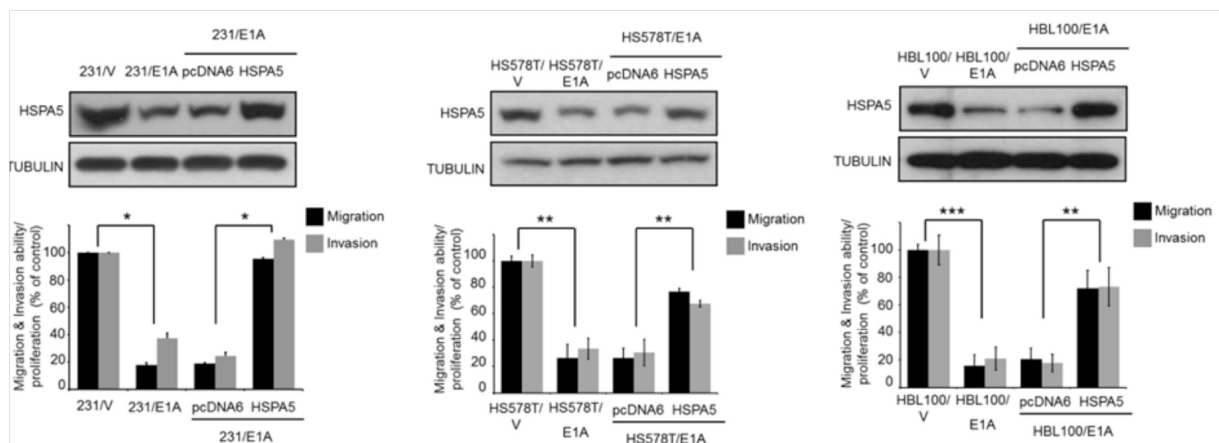 231/E1A
231/V 231/E1A pcDNA6 HSPA5
HSPA5
TUBULIN
*
*
Migration
Invasion
Migration & Invasion ability/
proliferation (% of control)
100
80
60
40
20
0
231/V
231/E1A
pcDNA6 HSPA5
231/E1A
HS578T/E1A
HS578T/
V
HS578T/
E1A
pcDNA6 HSPA5
HSPA5
TUBULIN
**
**
Migration
Invasion
Migration & Invasion ability/
proliferation (% of control)
100
80
60
40
20
0
HS578T/
V
HS578T/
E1A
pcDNA6 HSPA5
HS578T/E1A
HBL100/E1A
HBL100/
V
HBL100/
E1A
pcDNA6 HSPA5
HSPA5
TUBULIN
***
**
Migration
Invasion
Migration & Invasion ability/
proliferation (% of control)
100
80
60
40
20
0
HBL100/
V
HBL100/
E1A
pcDNA6 HSPA5
HBL100/E1A